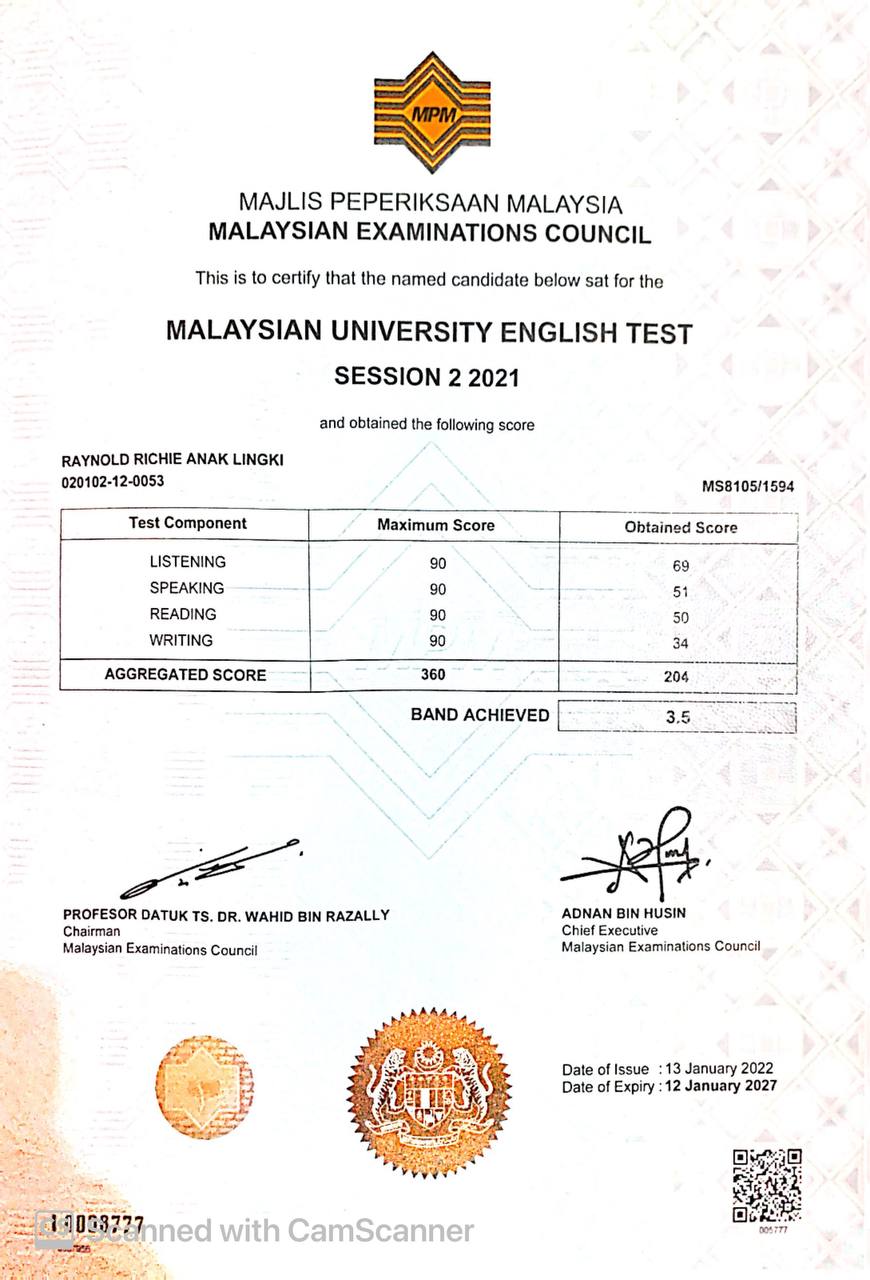 MPM
MAJLIS PEPERIKSAAN MALAYSIA
MALAYSIAN EXAMINATIONS COUNCIL
This is to certify that the named candidate below sat for the
MALAYSIAN UNIVERSITY ENGLISH TEST
SESSION 2 2021
and obtained the following score
RAYNOLD RICHIE ANAK LINGKI
020102-12-0053
MS8105/1594
Test Component Maximum Score Obtained Score
LISTENING 90 69
SPEAKING 90 51
READING 90 50
WRITING 90 34
AGGREGATED SCORE 360 204
BAND ACHIEVED 3.5
PROFESOR DATUK TS. DR. WAHID BIN RAZALLY
Chairman
Malaysian Examinations Council
ADNAN BIN HUSIN
Chief Executive
Malaysian Examinations Council
Date of Issue : 13 January 2022
Date of Expiry : 12 January 2027
005777
CS Scanned with CamScanner